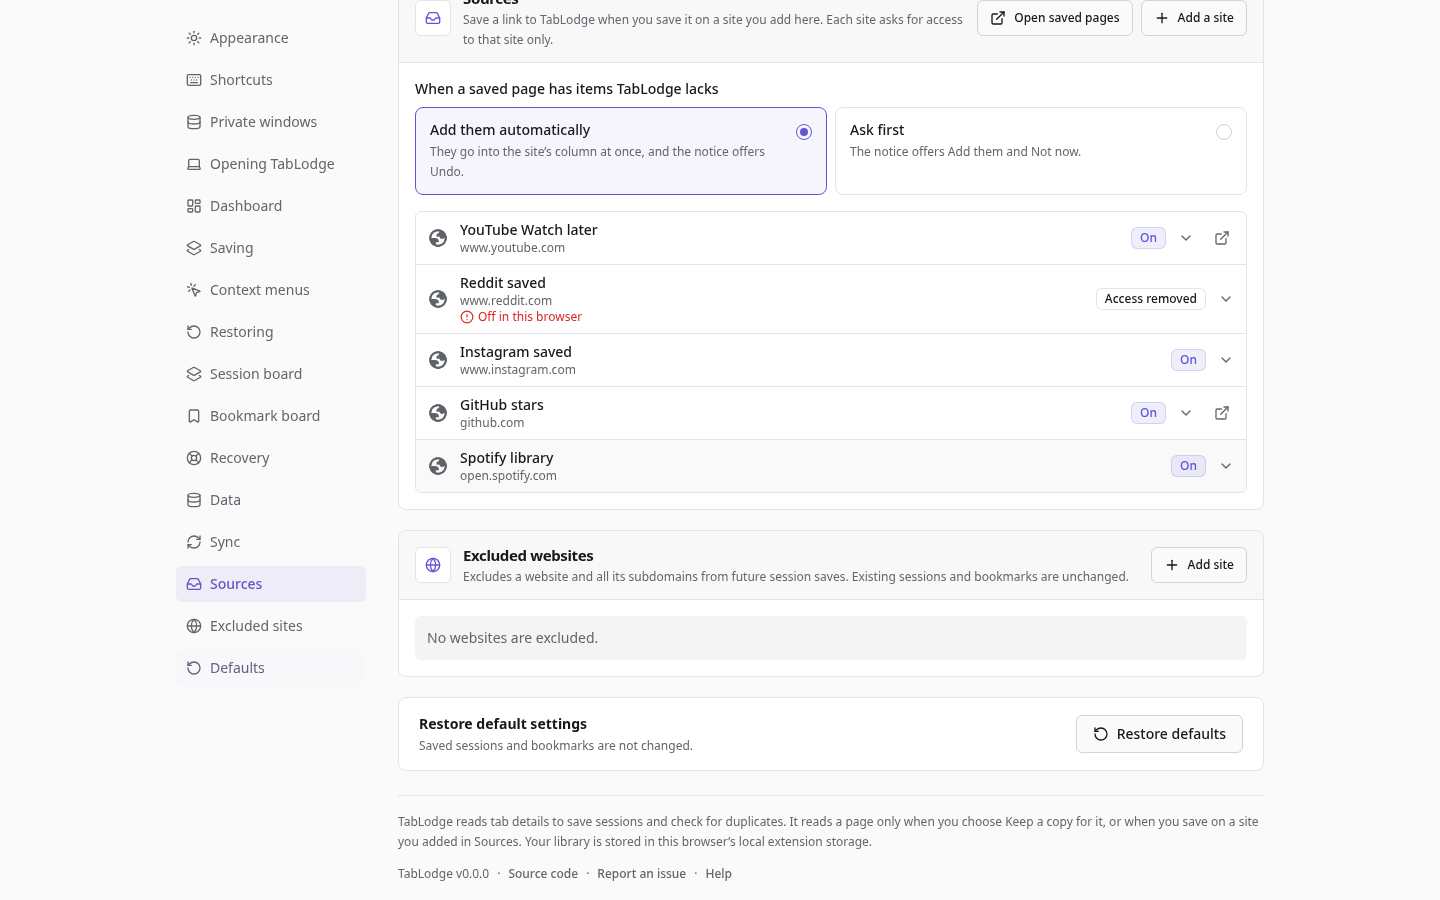 Appearance
Shortcuts
Private windows
Opening TabLodge
Dashboard
Saving
Context menus
Restoring
Session board
Bookmark board
Recovery
Data
Sync
Sources
Excluded sites
Defaults
Sources
Save a link to TabLodge when you save it on a site you add here. Each site asks for access
to that site only.
Open saved pages
Add a site
When a saved page has items TabLodge lacks
Add them automatically
They go into the site’s column at once, and the notice offers
Undo.
Ask first
The notice offers Add them and Not now.
YouTube Watch later
www.youtube.com
On
Reddit saved
www.reddit.com
Off in this browser
Access removed
Instagram saved
www.instagram.com
On
GitHub stars
github.com
On
Spotify library
open.spotify.com
On
Excluded websites
Excludes a website and all its subdomains from future session saves. Existing sessions and bookmarks are unchanged.
Add site
No websites are excluded.
Restore default settings
Saved sessions and bookmarks are not changed.
Restore defaults
TabLodge reads tab details to save sessions and check for duplicates. It reads a page only when you choose Keep a copy for it, or when you save on a site
you added in Sources. Your library is stored in this browser’s local extension storage.
TabLodge v0.0.0 · Source code · Report an issue · Help